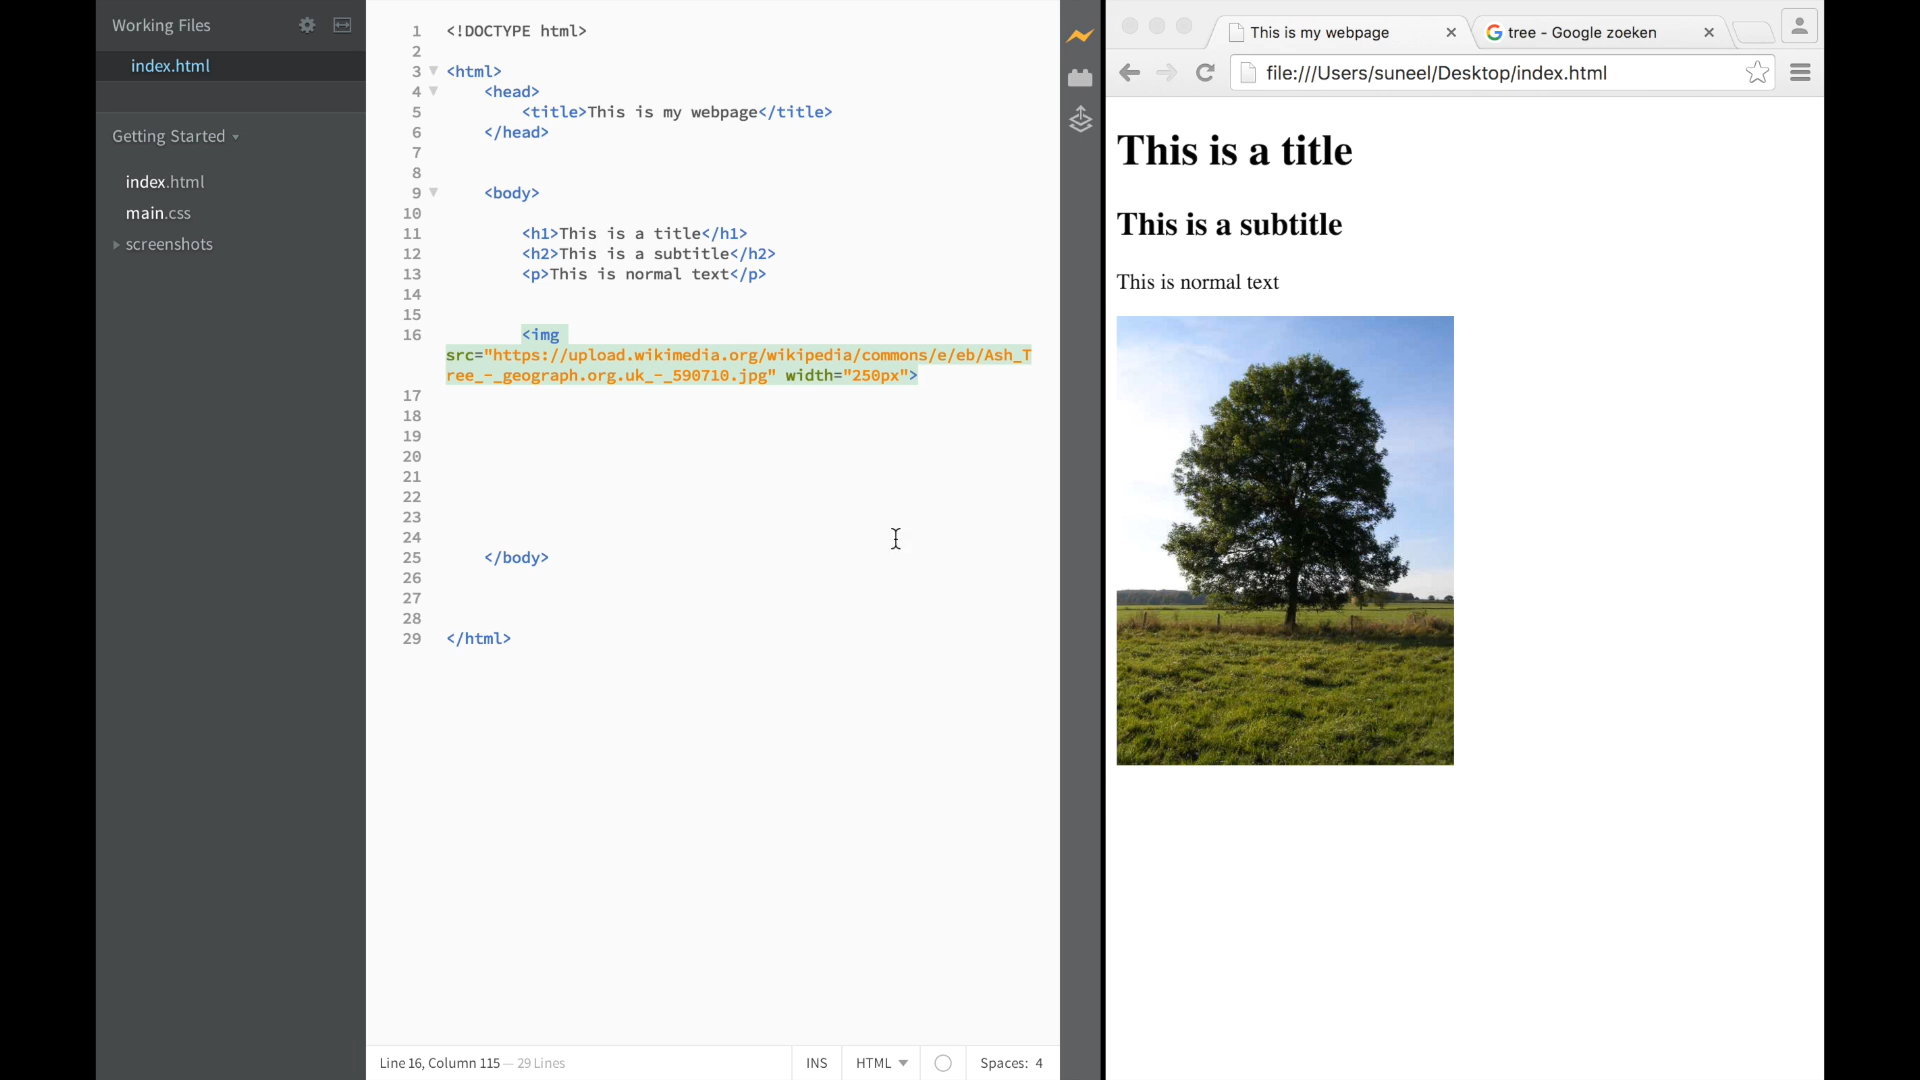 Working Files
index.html
Getting Started
index.html
main.css
screenshots
1 <!DOCTYPE html>
2
3 <html>
4 <head>
5 <title>This is my webpage</title>
6 </head>
7
8
9 <body>
10
11 <h1>This is a title</h1>
12 <h2>This is a subtitle</h2>
13 <p>This is normal text</p>
14
15
16 <img
src="https://upload.wikimedia.org/wikipedia/commons/e/eb/Ash_T
ree_-_geograph.org.uk_-_590710.jpg" width="250px">
17
18
19
20
21
22
23
24
25 </body>
26
27
28
29 </html>
Line 16, Column 115 — 29 Lines
INS
HTML
Spaces: 4
This is my webpage
tree - Google zoeken
file:///Users/suneel/Desktop/index.html
This is a title
This is a subtitle
This is normal text